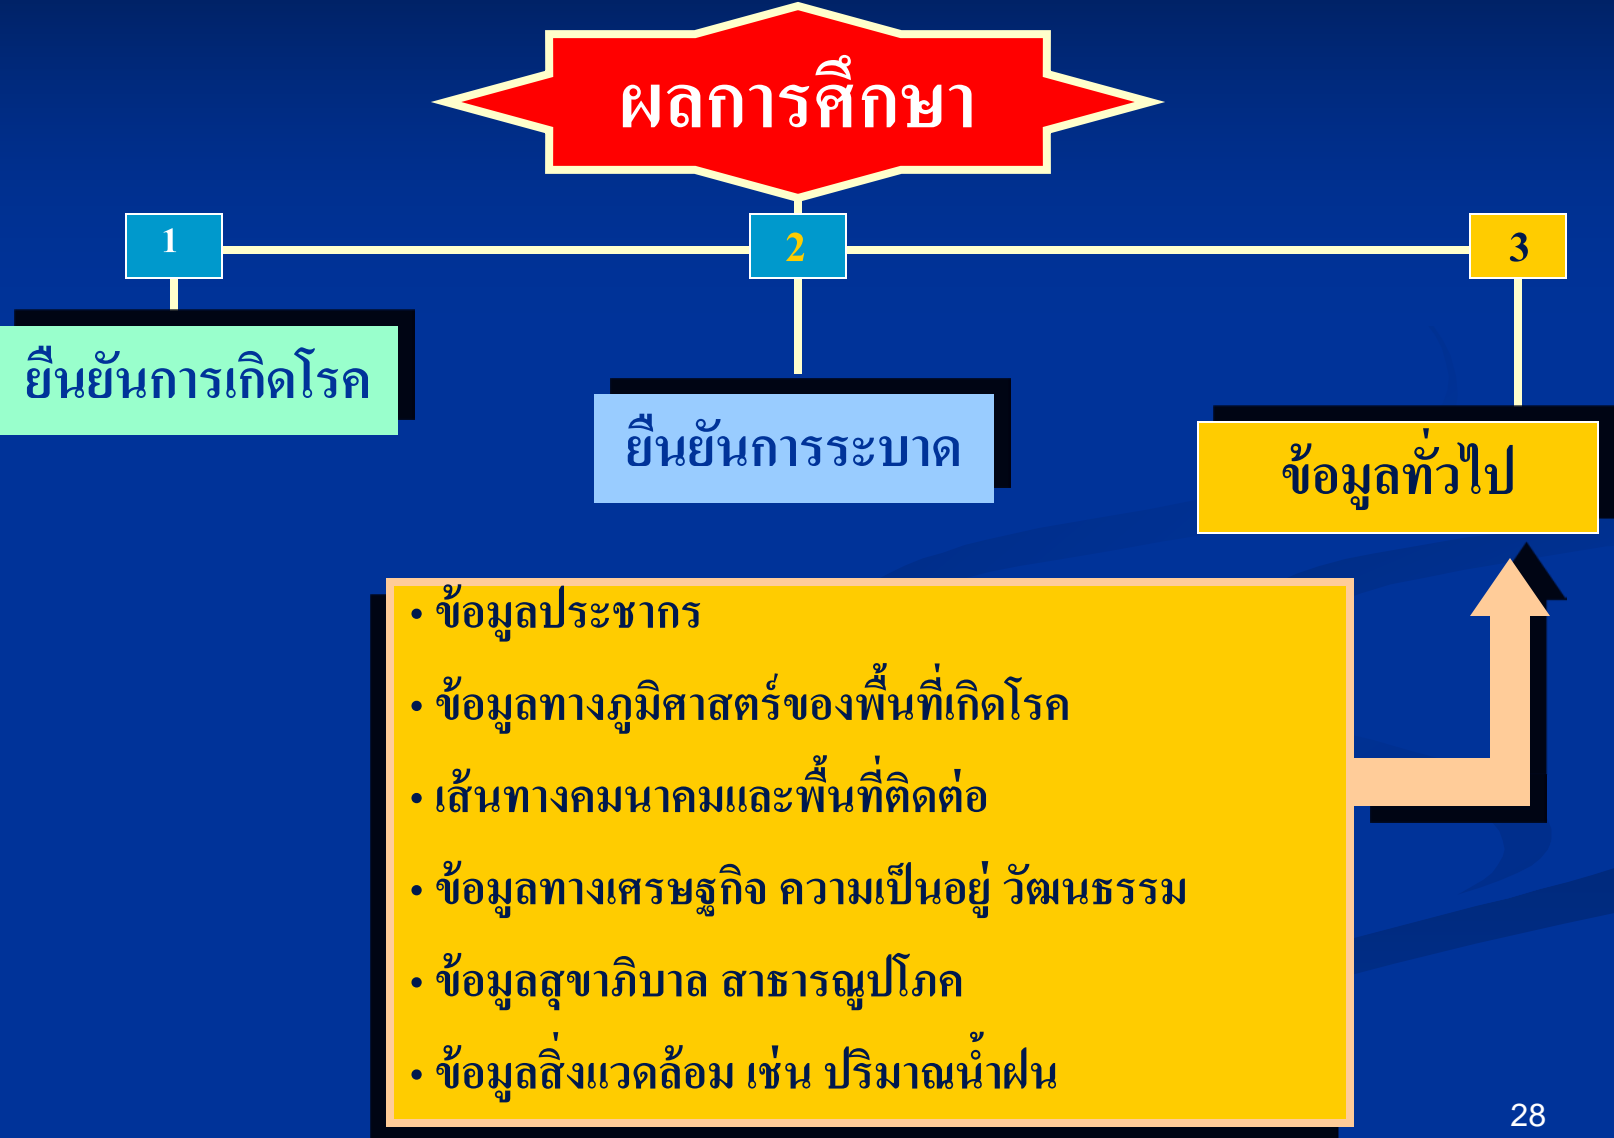 ผลการศึกษา
1
2
3
ยืนยันการเกิดโรค
ยืนยันการระบาด
ข้อมูลทั่วไป
• ข้อมูลประชากร
• ข้อมูลทางภูมิศาสตร์ของพื้นที่เกิดโรค
• เส้นทางคมนาคมและพื้นที่ติดต่อ
• ข้อมูลทางเศรษฐกิจ ความเป็นอยู่ วัฒนธรรม
• ข้อมูลสุขาภิบาล สาธารณูปโภค
• ข้อมูลสิ่งแวดล้อม เช่น ปริมาณน้ำฝน
28